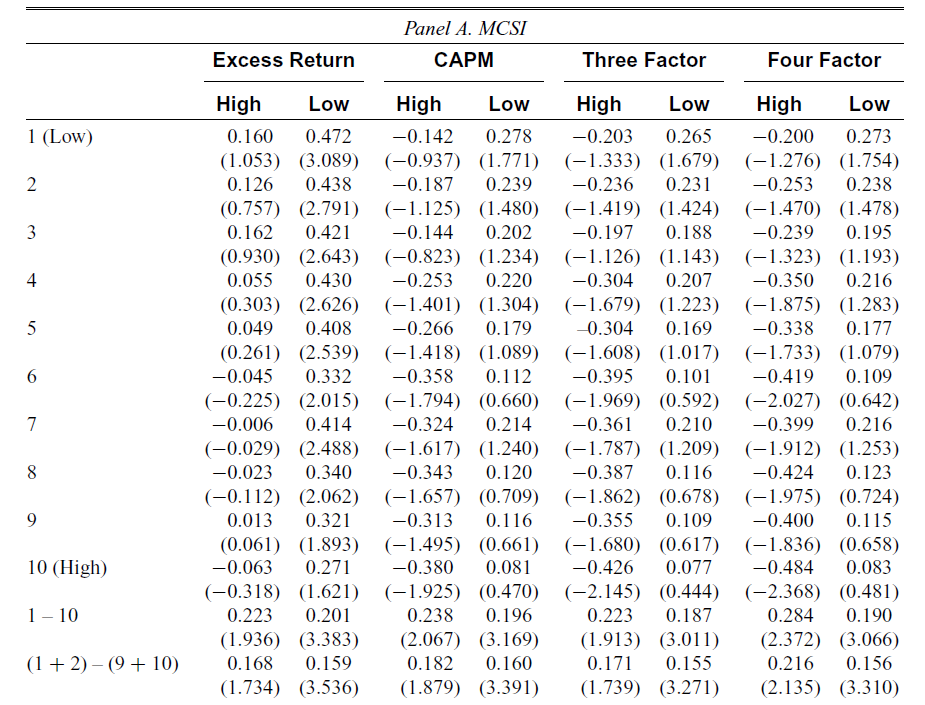 Panel A. MCSI
Excess Return CAPM Three Factor Four Factor
High Low High Low High Low High Low
1 (Low) 0.160 0.472 −0.142 0.278 −0.203 0.265 −0.200 0.273
(1.053) (3.089) (−0.937) (1.771) (−1.333) (1.679) (−1.276) (1.754)
2 0.126 0.438 −0.187 0.239 −0.236 0.231 −0.253 0.238
(0.757) (2.791) (−1.125) (1.480) (−1.419) (1.424) (−1.470) (1.478)
3 0.162 0.421 −0.144 0.202 −0.197 0.188 −0.239 0.195
(0.930) (2.643) (−0.823) (1.234) (−1.126) (1.143) (−1.323) (1.193)
4 0.055 0.430 −0.253 0.220 −0.304 0.207 −0.350 0.216
(0.303) (2.626) (−1.401) (1.304) (−1.679) (1.223) (−1.875) (1.283)
5 0.049 0.408 −0.266 0.179 –0.304 0.169 −0.338 0.177
(0.261) (2.539) (−1.418) (1.089) (−1.608) (1.017) (−1.733) (1.079)
6 −0.045 0.332 −0.358 0.112 −0.395 0.101 −0.419 0.109
(−0.225) (2.015) (−1.794) (0.660) (−1.969) (0.592) (−2.027) (0.642)
7 −0.006 0.414 −0.324 0.214 −0.361 0.210 −0.399 0.216
(−0.029) (2.488) (−1.617) (1.240) (−1.787) (1.209) (−1.912) (1.253)
8 −0.023 0.340 −0.343 0.120 −0.387 0.116 −0.424 0.123
(−0.112) (2.062) (−1.657) (0.709) (−1.862) (0.678) (−1.975) (0.724)
9 0.013 0.321 −0.313 0.116 −0.355 0.109 −0.400 0.115
(0.061) (1.893) (−1.495) (0.661) (−1.680) (0.617) (−1.836) (0.658)
10 (High) −0.063 0.271 −0.380 0.081 −0.426 0.077 −0.484 0.083
(−0.318) (1.621) (−1.925) (0.470) (−2.145) (0.444) (−2.368) (0.481)
1 – 10 0.223 0.201 0.238 0.196 0.223 0.187 0.284 0.190
(1.936) (3.383) (2.067) (3.169) (1.913) (3.011) (2.372) (3.066)
(1 + 2) – (9 + 10) 0.168 0.159 0.182 0.160 0.171 0.155 0.216 0.156
(1.734) (3.536) (1.879) (3.391) (1.739) (3.271) (2.135) (3.310)